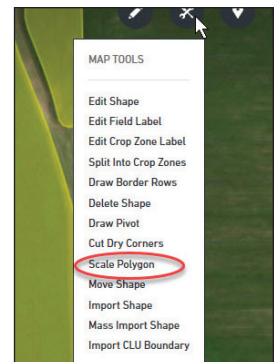 MAP TOOLS
Edit Shape
Edit Field Label
Edit Crop Zone Label
Split Into Crop Zones
Draw Border Rows
Delete Shape
Draw Pivot
Cut Dry Corners
Scale Polygon
Move Shape
Import Shape
Mass Import Shape
Import CLU Boundary